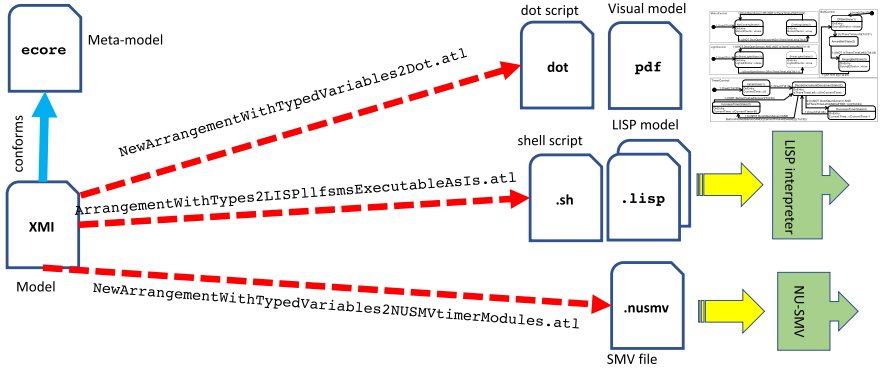 dot script
Visual model
ecore
Meta-model
NewArrangementWithTypedVariables2Dot.atl
dot
pdf
conforms
shell script
LISP model
XMI
ArrangementWithTypes2LISPllfsmsExecutableAsIs.atl
.sh
.lisp
LISP interpreter
Model
NewArrangementWithTypedVariables2NUSMVtimerModules.atl
.nusmv
NU-SMV
SMV file